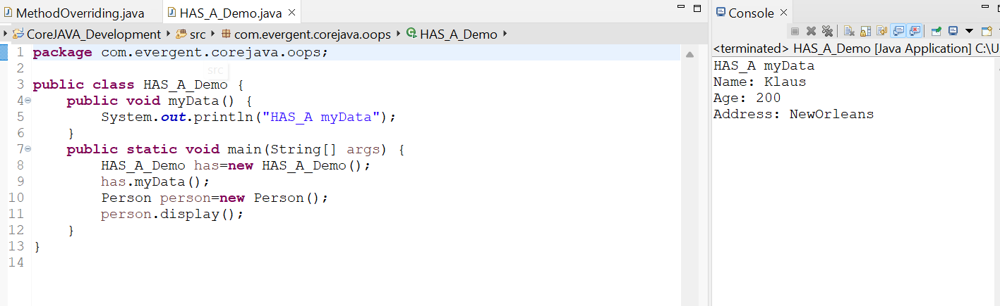 MethodOverriding.java HAS_A_Demo.java
CoreJAVA_Development src com.evergent.corejava.oops HAS_A_Demo
1 package com.evergent.corejava.oops;
2
src
3 public class HAS_A_Demo {
4 public void myData() {
5 System.out.println("HAS_A myData");
6 }
7 public static void main(String[] args) {
8 HAS_A_Demo has=new HAS_A_Demo();
9 has.myData();
10 Person person=new Person();
11 person.display();
12 }
13 }
14
Console
<terminated> HAS_A_Demo [Java Application] C:\U
HAS_A myData
Name: Klaus
Age: 200
Address: NewOrleans